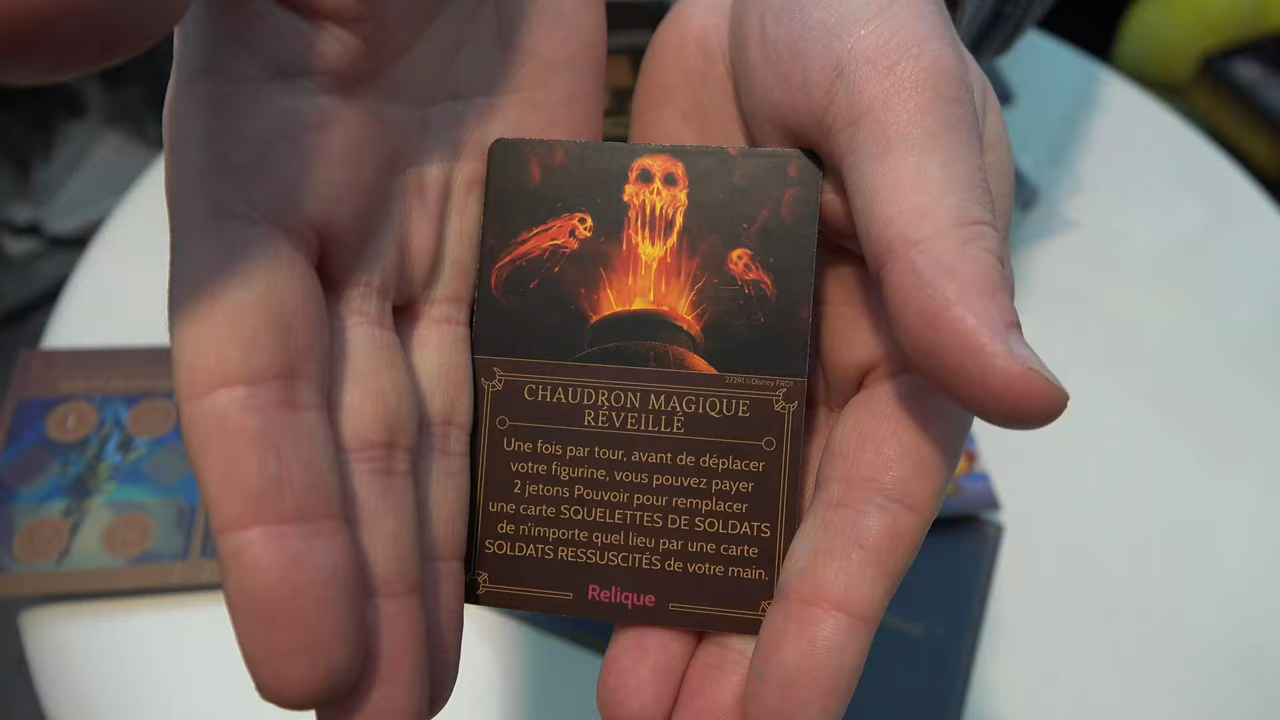 27291 ©Disney FR01
CHAUDRON MAGIQUE
RÉVEILLÉ
Une fois par tour, avant de déplacer
votre figurine, vous pouvez payer
2 jetons Pouvoir pour remplacer
une carte SQUELETTES DE SOLDATS
de n'importe quel lieu par une carte
SOLDATS RESSUSCITÉS de votre main.
Relique